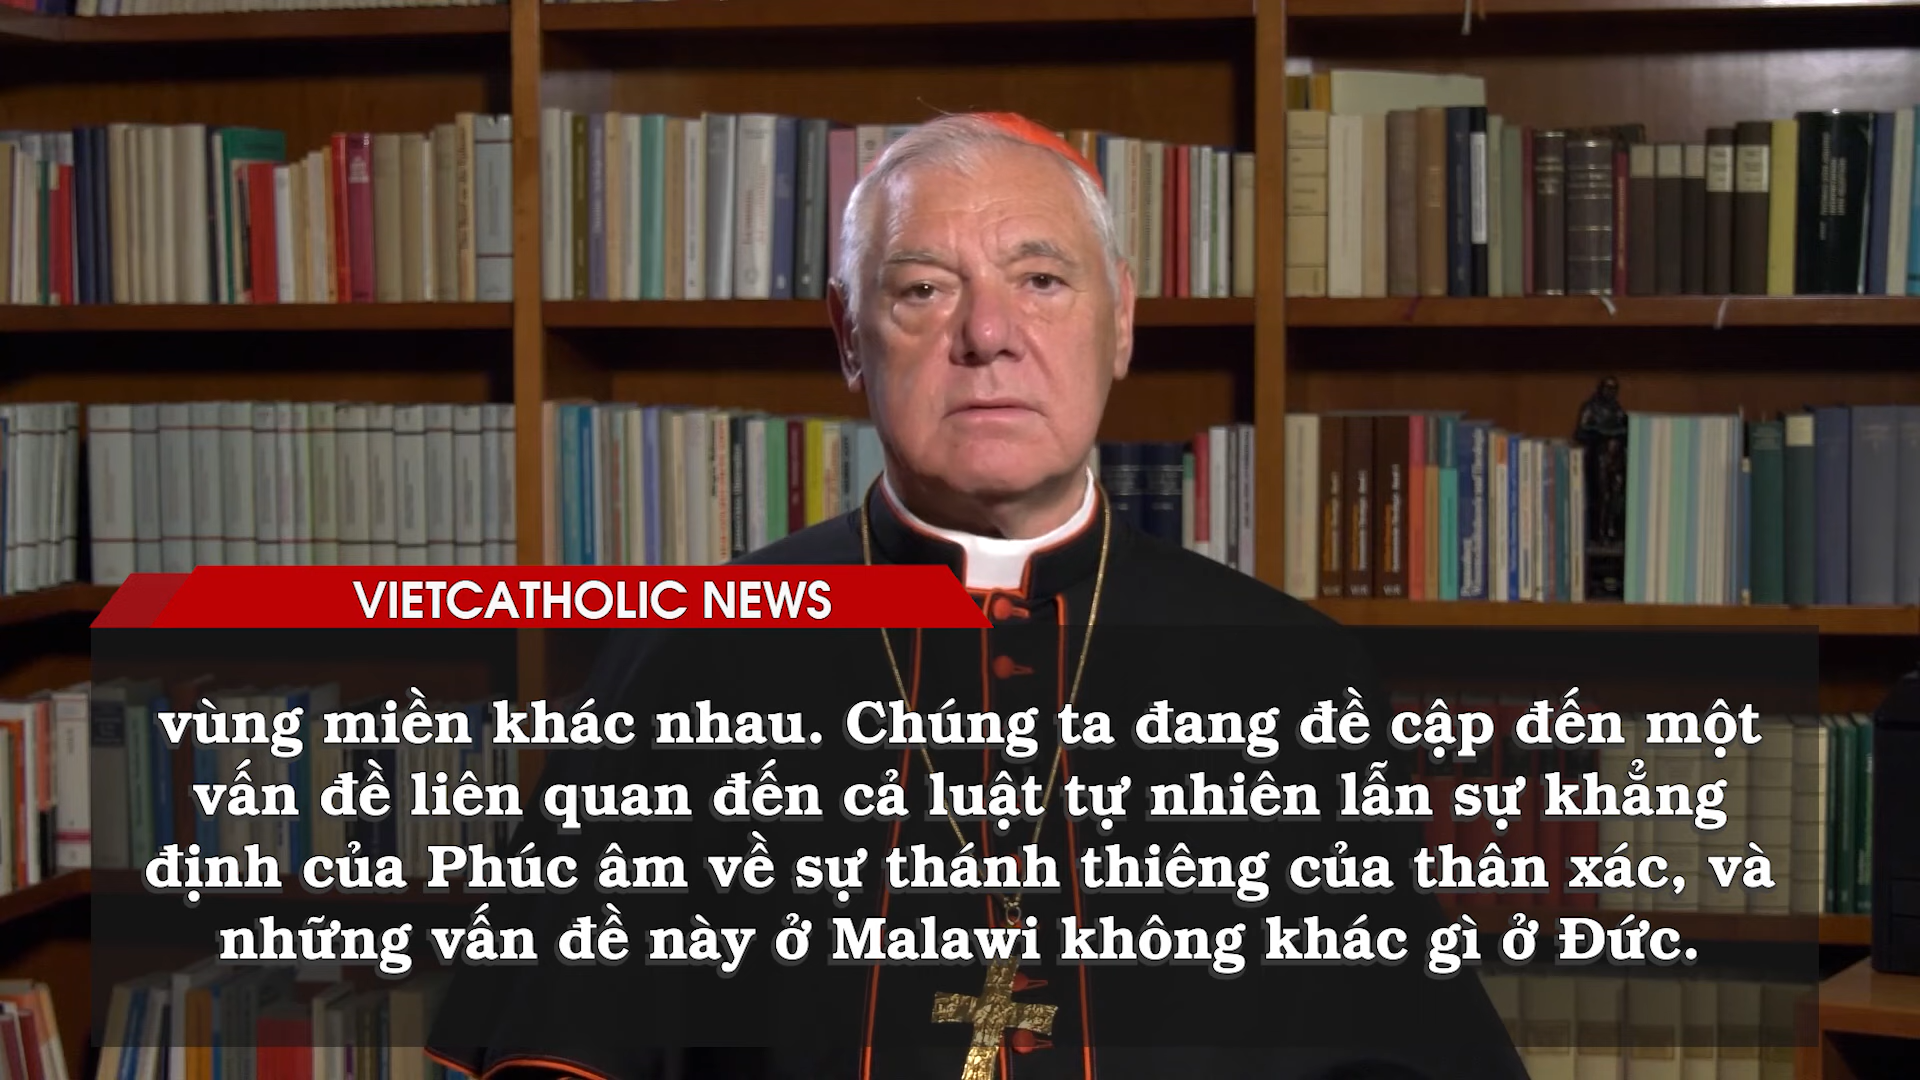 VIETCATHOLIC NEWS
vùng miền khác nhau. Chúng ta đang đề cập đến một
vấn đề liên quan đến cả luật tự nhiên lẫn sự khẳng
định của Phúc âm về sự thánh thiêng của thân xác, và
những vấn đề này ở Malawi không khác gì ở Đức.